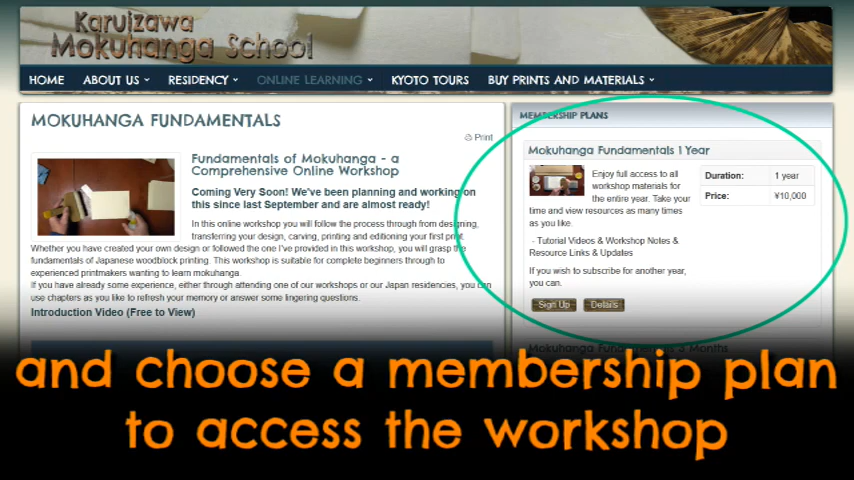 Karuizawa
Mokuhanga School
HOME
ABOUT US
RESIDENCY
ONLINE LEARNING
KYOTO TOURS
BUY PRINTS AND MATERIALS
MOKUHANGA FUNDAMENTALS
Print
Fundamentals of Mokuhanga - a
Comprehensive Online Workshop
Coming Very Soon! We've been planning and working on
this since last September and are almost ready!
In this online workshop you will follow the process through from designing,
transferring your design, carving, printing and editioning your first print.
Whether you have created your own design or followed the one I've provided in this workshop, you will grasp the
fundamentals of Japanese woodblock printing. This workshop is suitable for complete beginners through to
experienced printmakers wanting to learn mokuhanga.
If you have already some experience, either through attending one of our workshops or our Japan residencies, you can
use chapters as you like to refresh your memory or answer some lingering questions.
Introduction Video (Free to View)
MEMBERSHIP PLANS
Mokuhanga Fundamentals 1 Year
Enjoy full access to all
workshop materials for
the entire year. Take your
time and view resources as many times
as you like.
- Tutorial Videos & Workshop Notes &
Resource Links & Updates
If you wish to subscribe for another year,
you can.
Duration: 1 year
Price: ¥10,000
Sign Up
Details
Mokuhanga Fundamentals 3 Months
and choose a membership plan
to access the workshop